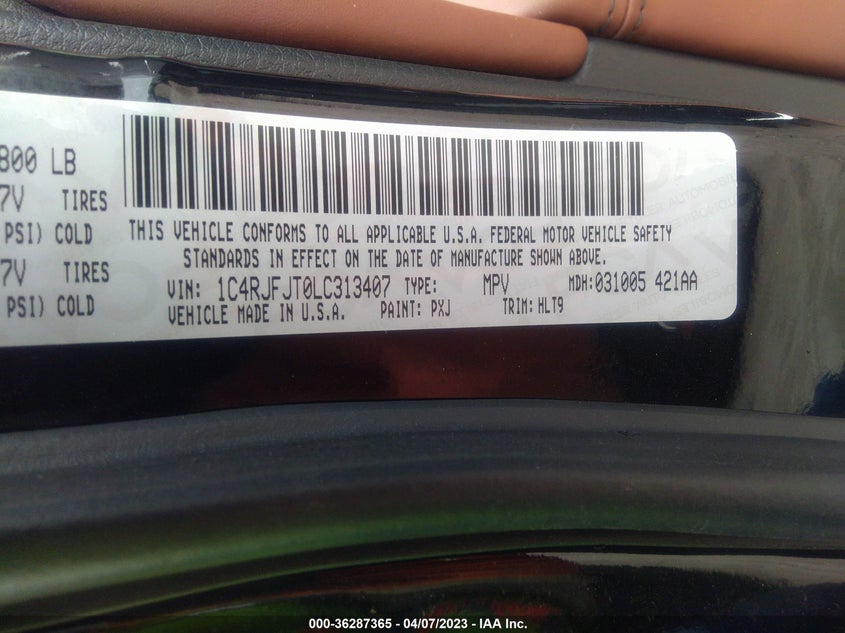 800 LB
7V TIRES
PSI) COLD
7V TIRES
PSI) COLD
THIS VEHICLE CONFORMS TO ALL APPLICABLE U.S.A. FEDERAL MOTOR VEHICLE SAFETY
STANDARDS IN EFFECT ON THE DATE OF MANUFACTURE SHOWN ABOVE.
VIN: 1C4RJFJT0LC313407 TYPE: MPV MDH:031005 421AA
VEHICLE MADE IN U.S.A. PAINT: PXJ TRIM: HLT9
000-36287365 - 04/07/2023 - IAA Inc.